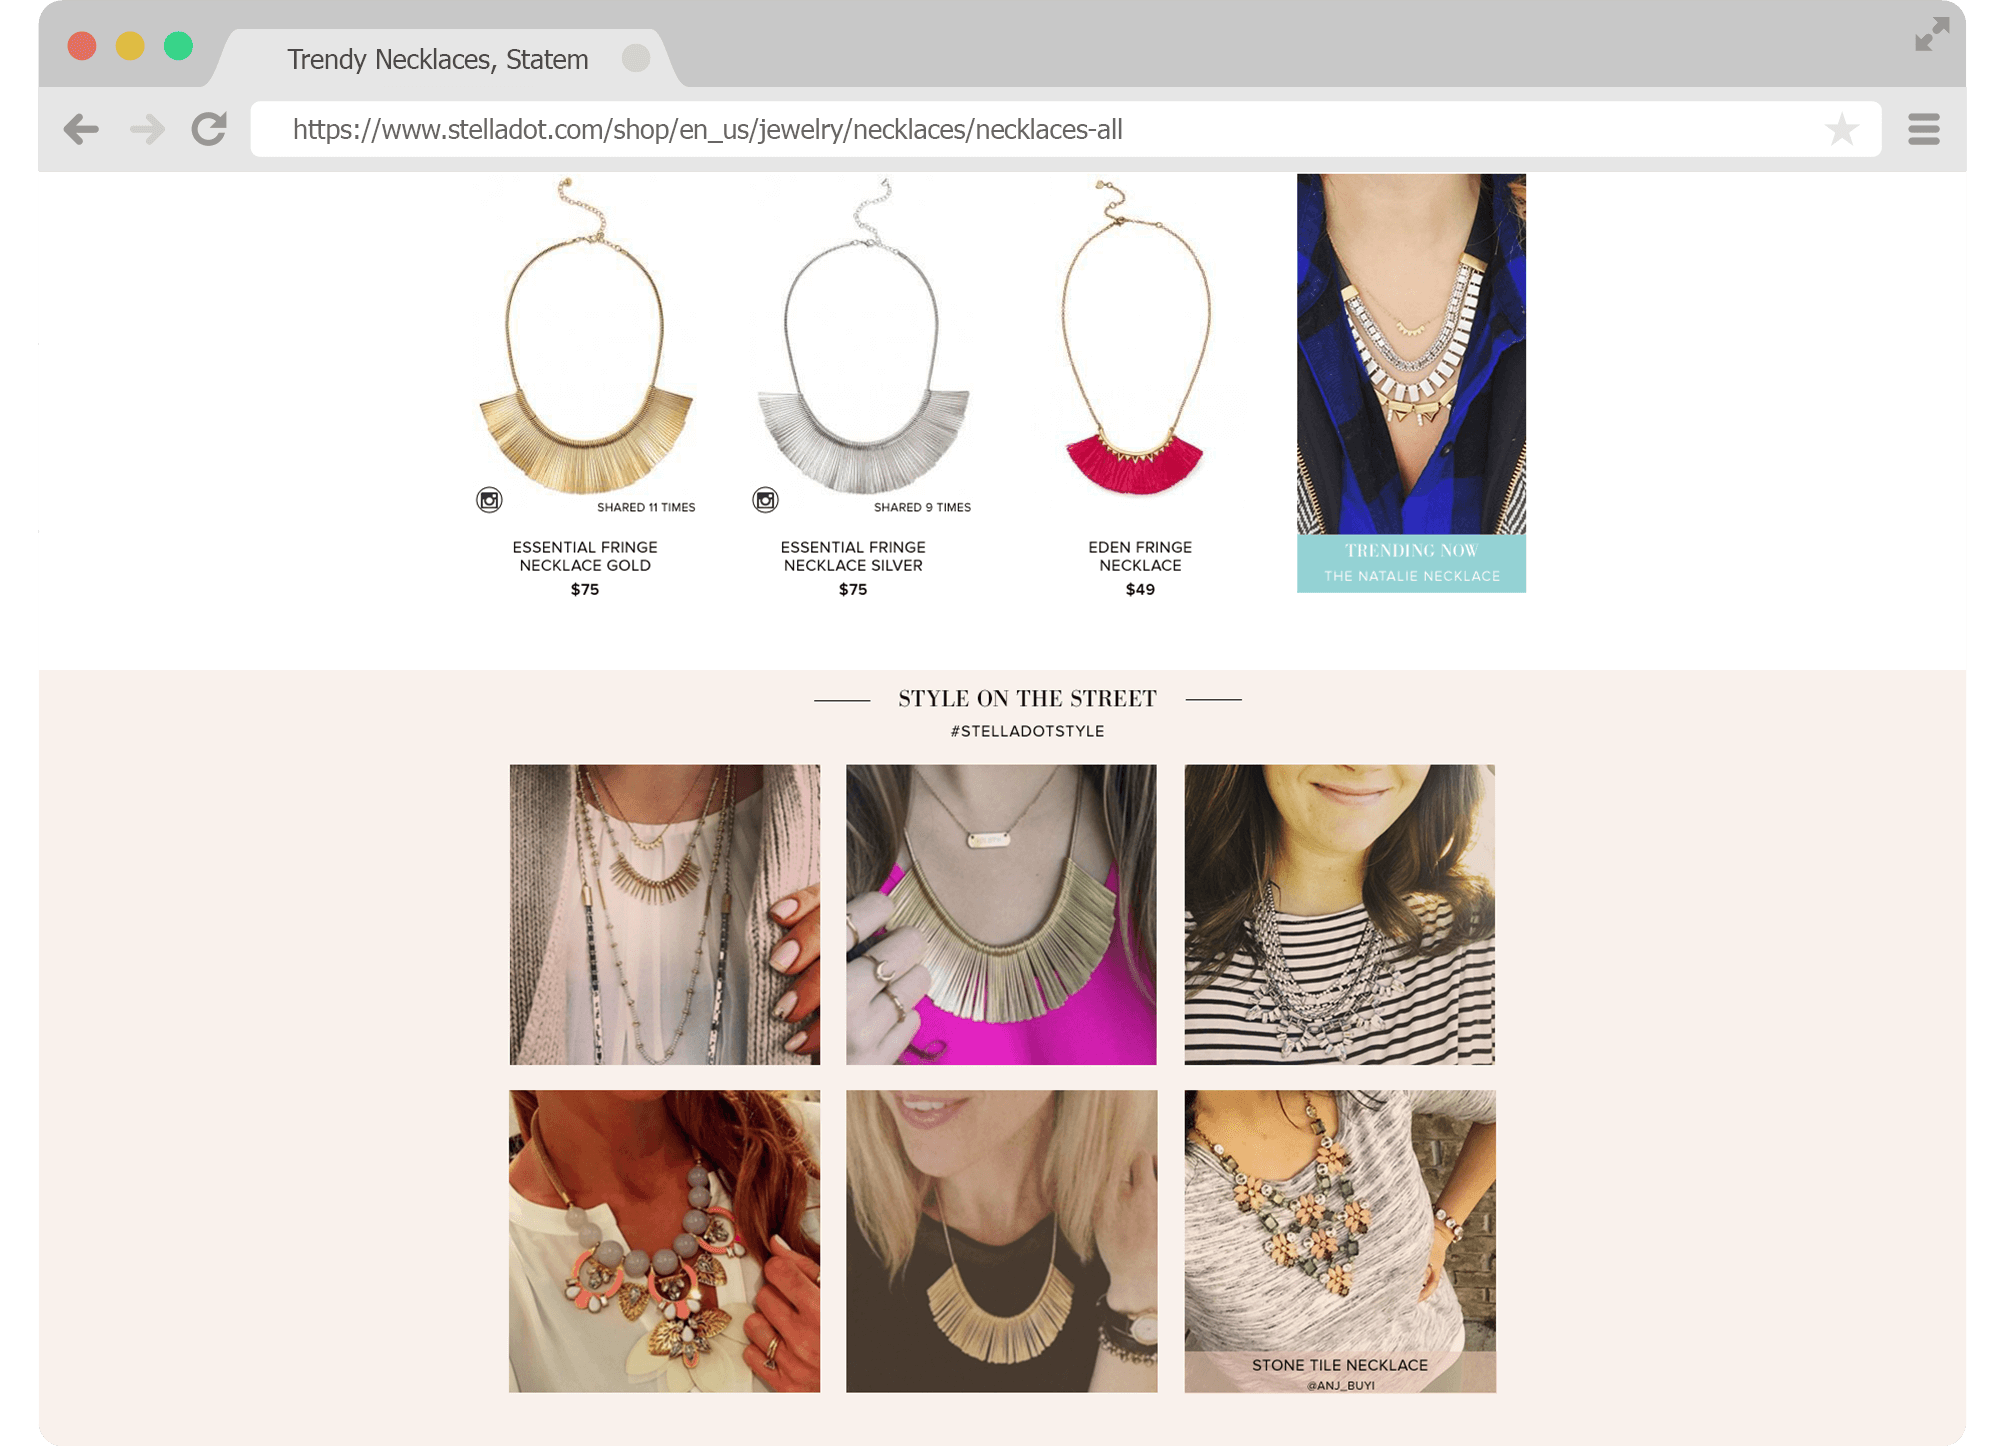 Trendy Necklaces, Statem
https://www.stelladot.com/shop/en_us/jewelry/necklaces/necklaces-all
SHARED 11 TIMES
SHARED 9 TIMES
ESSENTIAL FRINGE
NECKLACE GOLD
$75
ESSENTIAL FRINGE
NECKLACE SILVER
$75
EDEN FRINGE
NECKLACE
$49
TRENDING NOW
THE NATALIE NECKLACE
STYLE ON THE STREET
#STELLADOTSTYLE
STONE TILE NECKLACE
@ANJ_BUYI